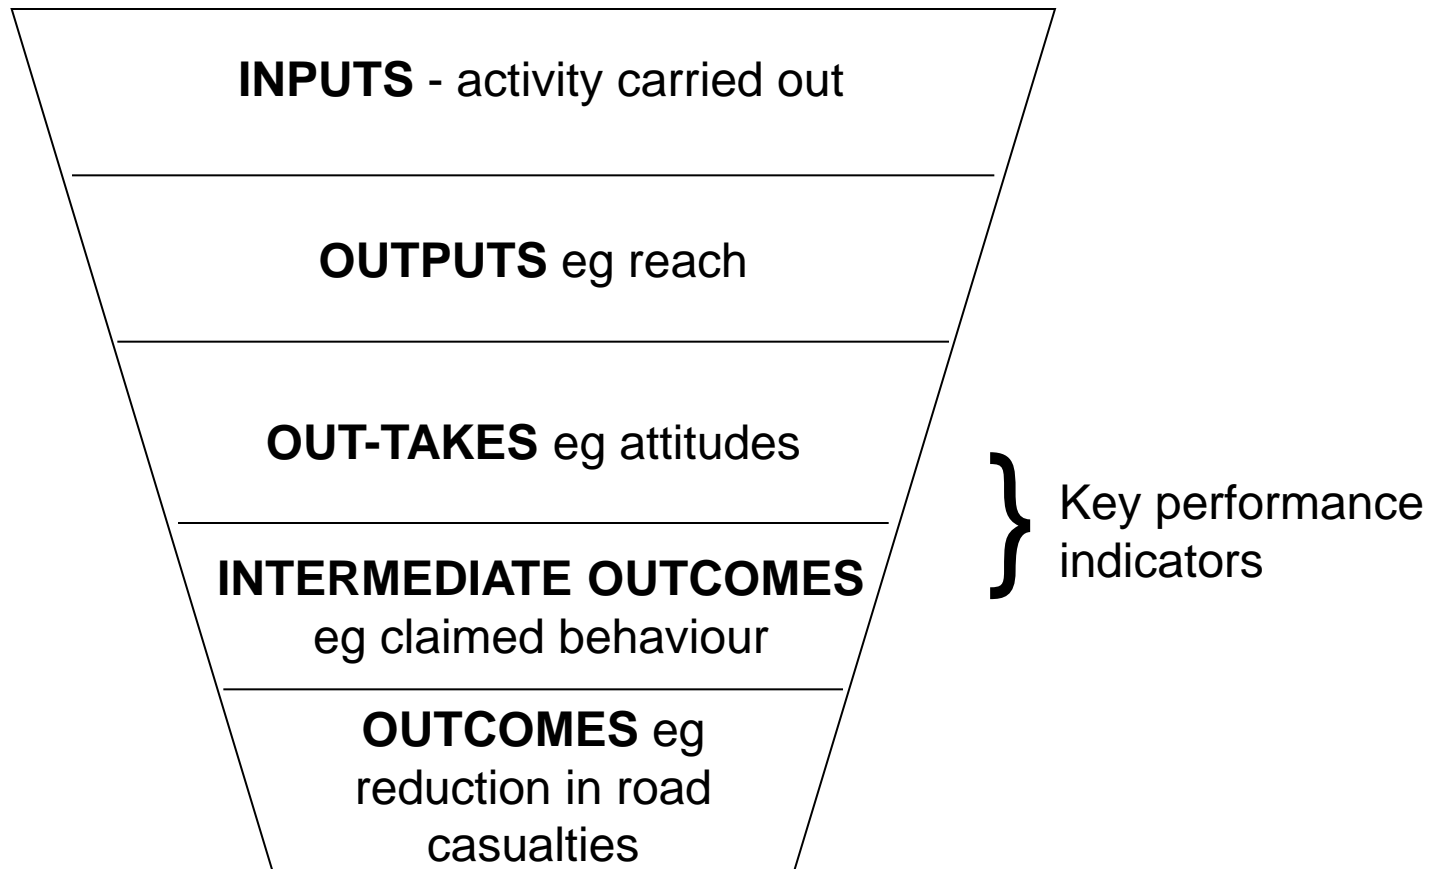 INPUTS - activity carried out
OUTPUTS eg reach
OUT-TAKES eg attitudes
}
Key performance
indicators
INTERMEDIATE OUTCOMES
eg claimed behaviour
OUTCOMES eg
reduction in road
casualties